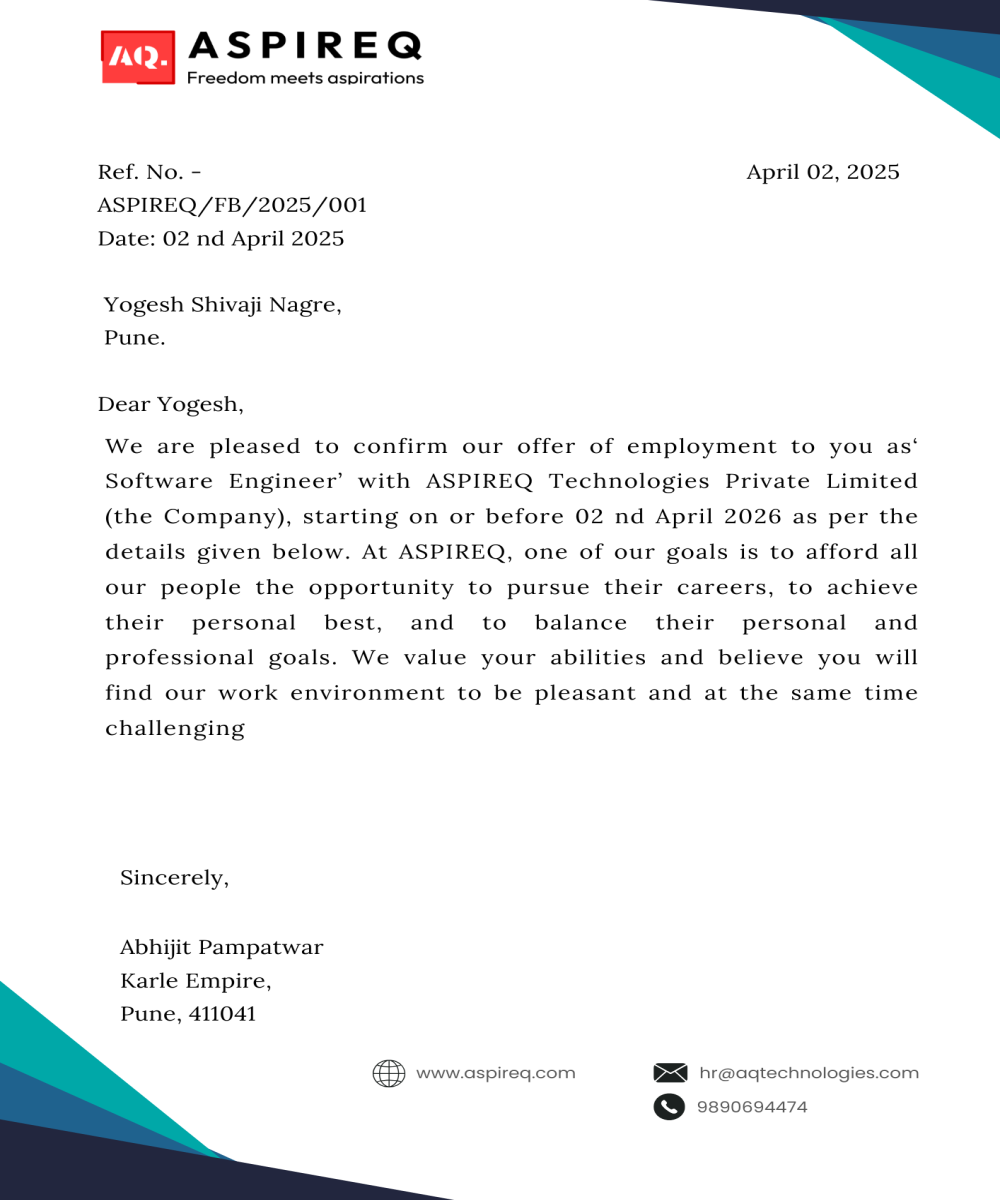 AQ.
ASPIREQ
Freedom meets aspirations
Ref. No. -
April 02, 2025
ASPIREQ/FB/2025/001
Date: 02 nd April 2025
Yogesh Shivaji Nagre,
Pune.
Dear Yogesh,
We are pleased to confirm our offer of employment to you as‘
Software Engineer’ with ASPIREQ Technologies Private Limited
(the Company), starting on or before 02 nd April 2026 as per the
details given below. At ASPIREQ, one of our goals is to afford all
our people the opportunity to pursue their careers, to achieve
their personal best, and to balance their personal and
professional goals. We value your abilities and believe you will
find our work environment to be pleasant and at the same time
challenging
Sincerely,
Abhijit Pampatwar
Karle Empire,
Pune, 411041
www.aspireq.com
hr@aqtechnologies.com
9890694474